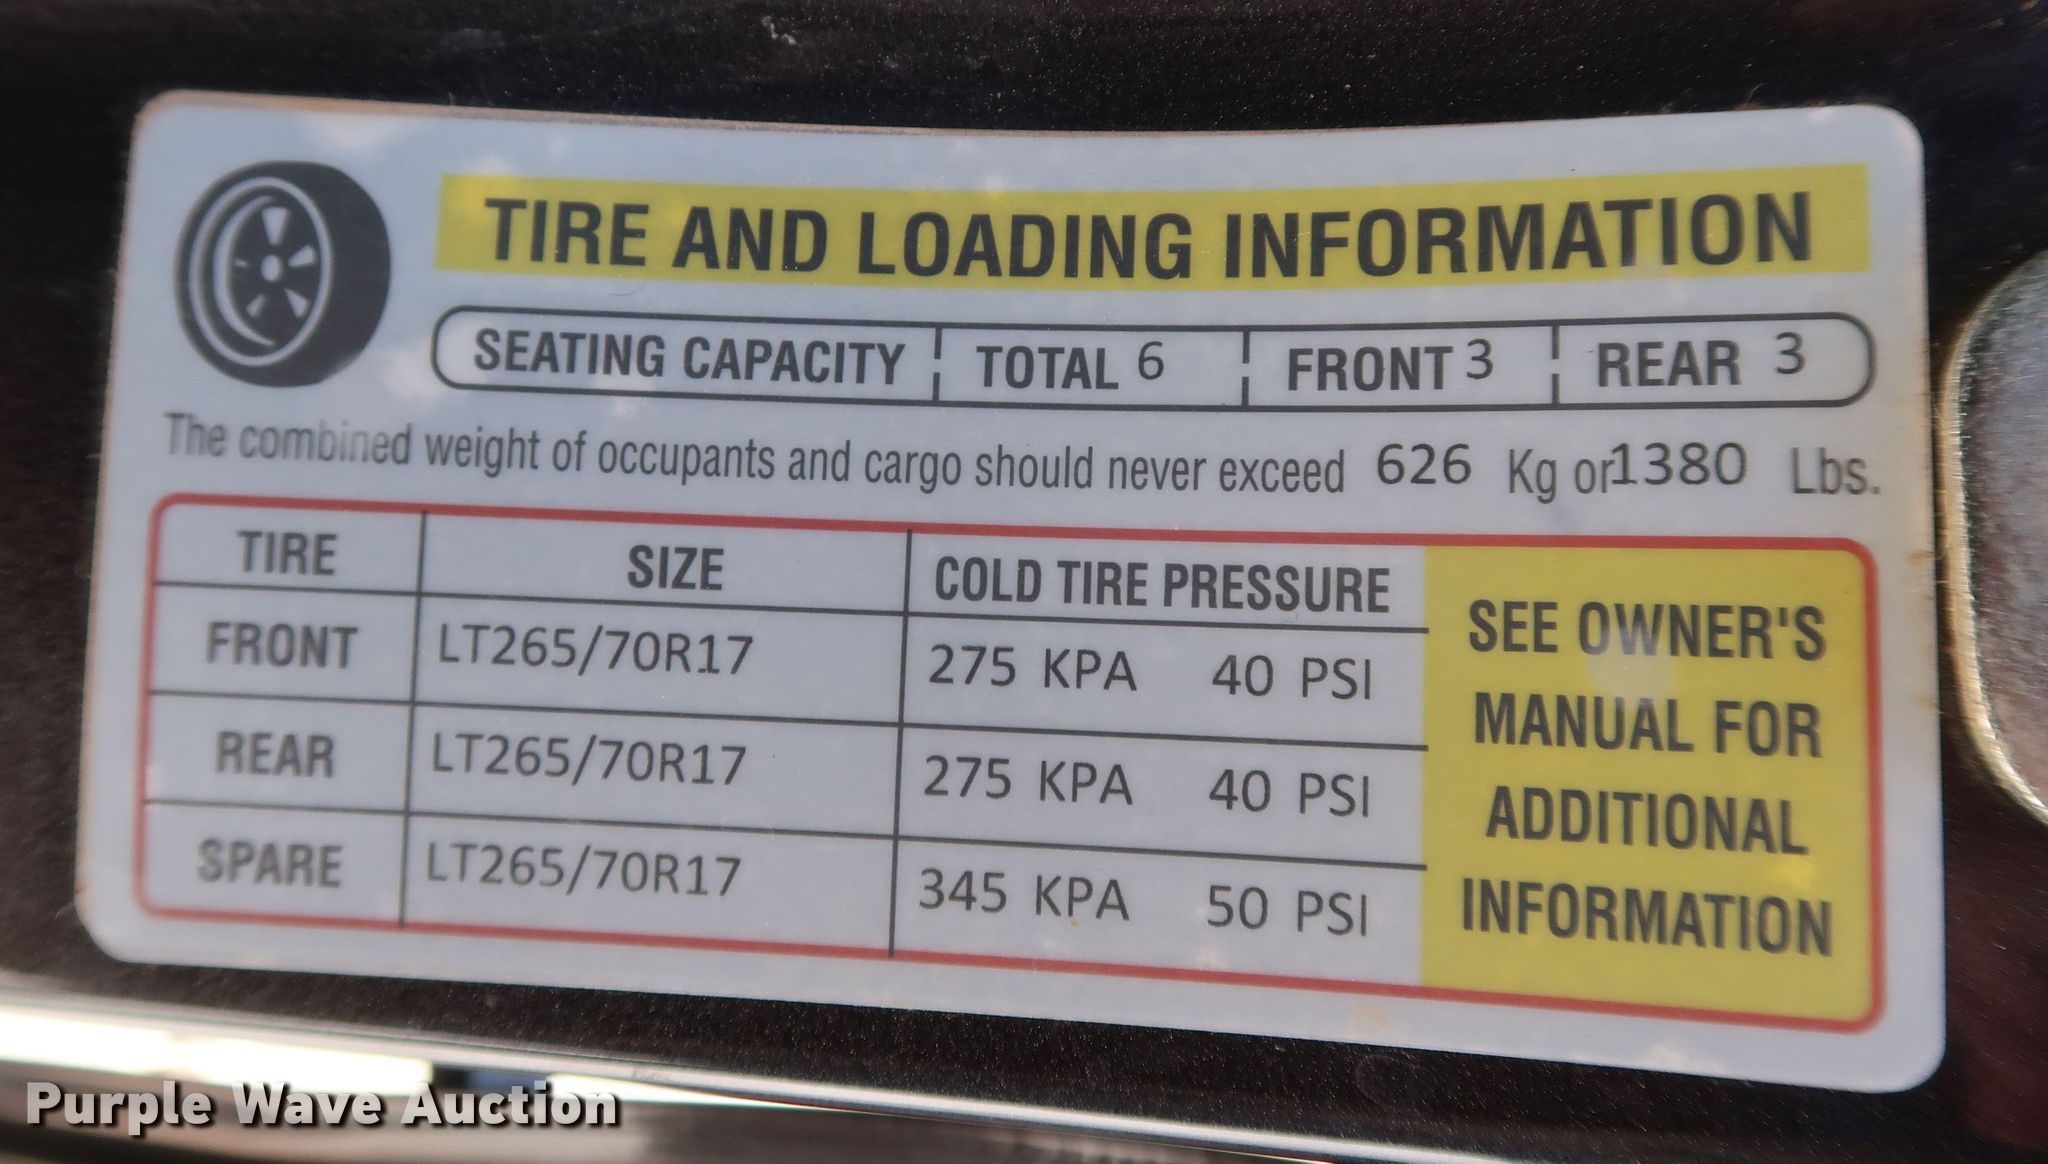 TIRE AND LOADING INFORMATION
SEATING CAPACITY TOTAL 6 FRONT 3 REAR 3
The combined weight of occupants and cargo should never exceed 626 Kg or 1380 Lbs.
TIRE SIZE COLD TIRE PRESSURE
FRONT LT265/70R17 275 KPA 40 PSI
REAR LT265/70R17 275 KPA 40 PSI
SPARE LT265/70R17 345 KPA 50 PSI
SEE OWNER'S
MANUAL FOR
ADDITIONAL
INFORMATION
Purple Wave Auction